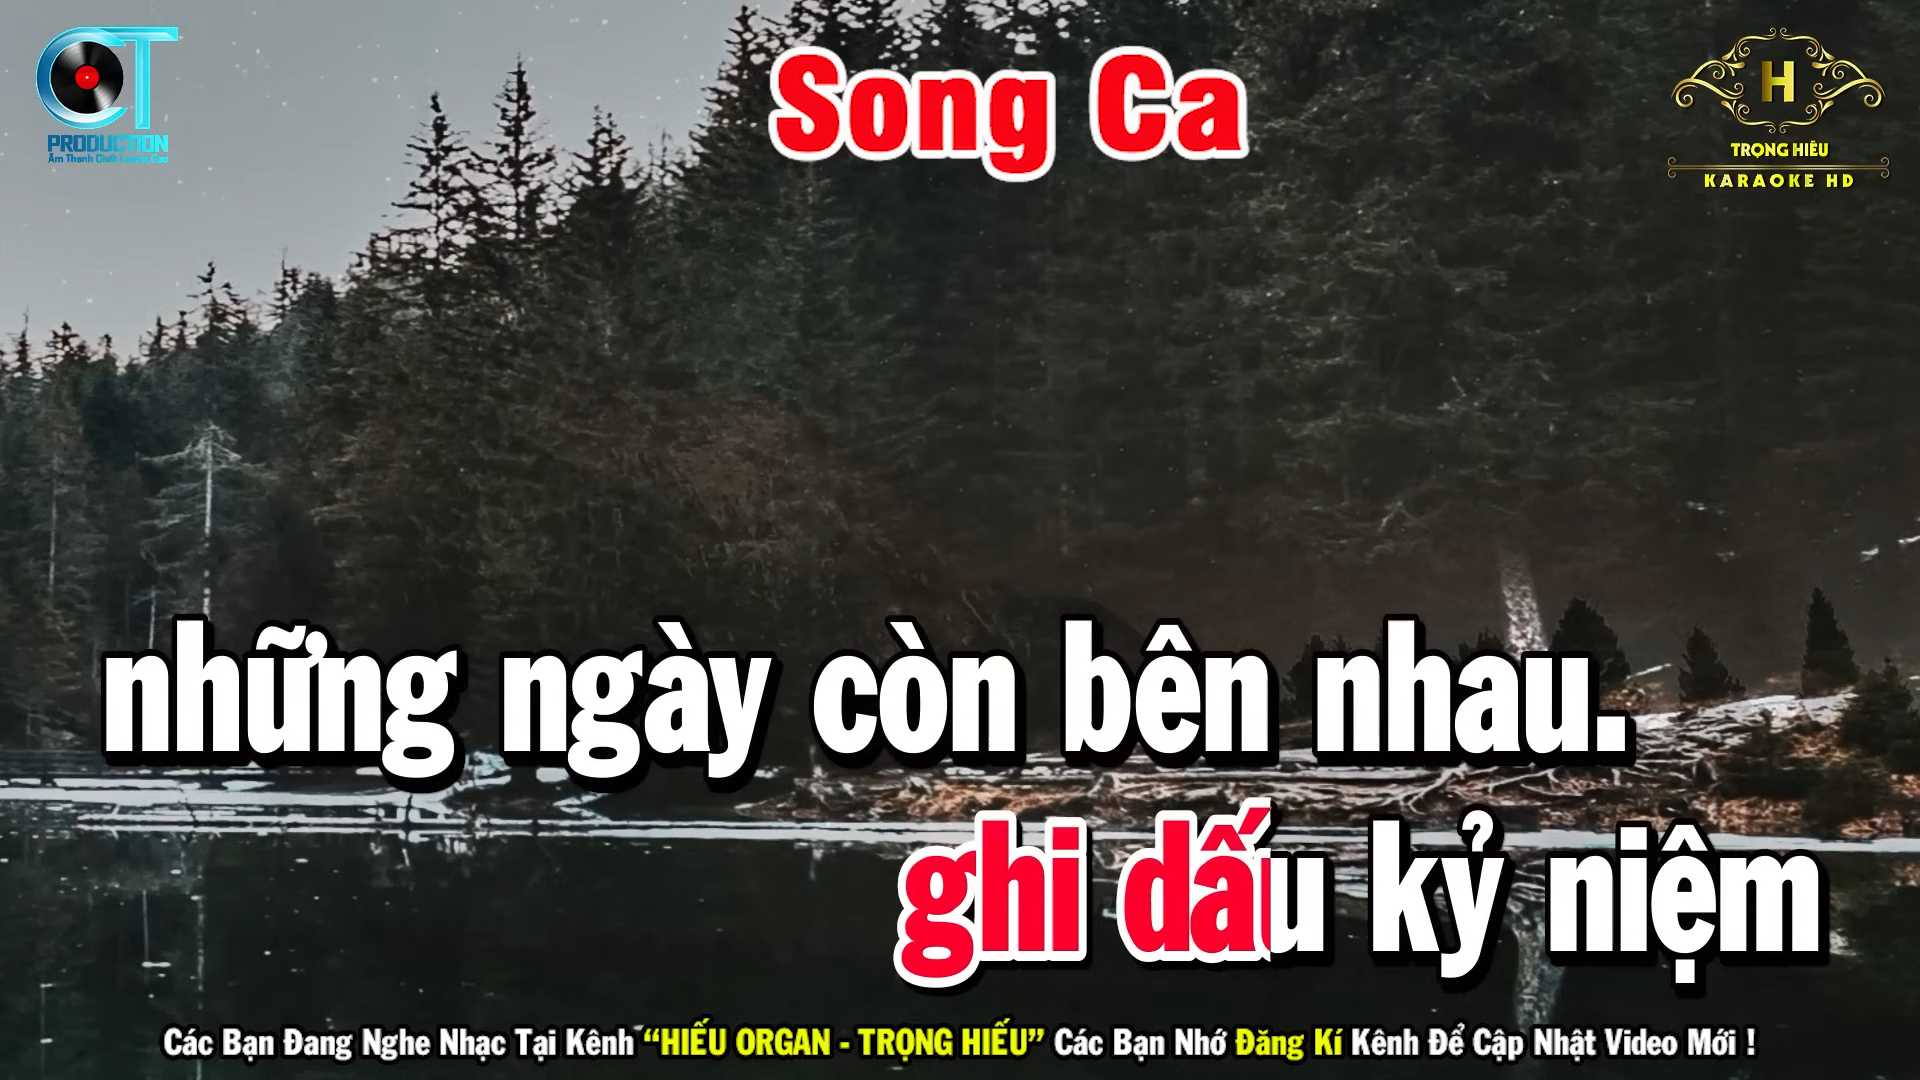 CT
PRODUCTION
Âm Thanh Chất Lượng Cao
Song Ca
H
TRỌNG HIẾU
KARAOKE HD
những ngày còn bên nhau.
ghi dấu kỷ niệm
Các Bạn Đang Nghe Nhạc Tại Kênh “HIẾU ORGAN - TRỌNG HIẾU” Các Bạn Nhớ Đăng Kí Kênh Để Cập Nhật Video Mới !